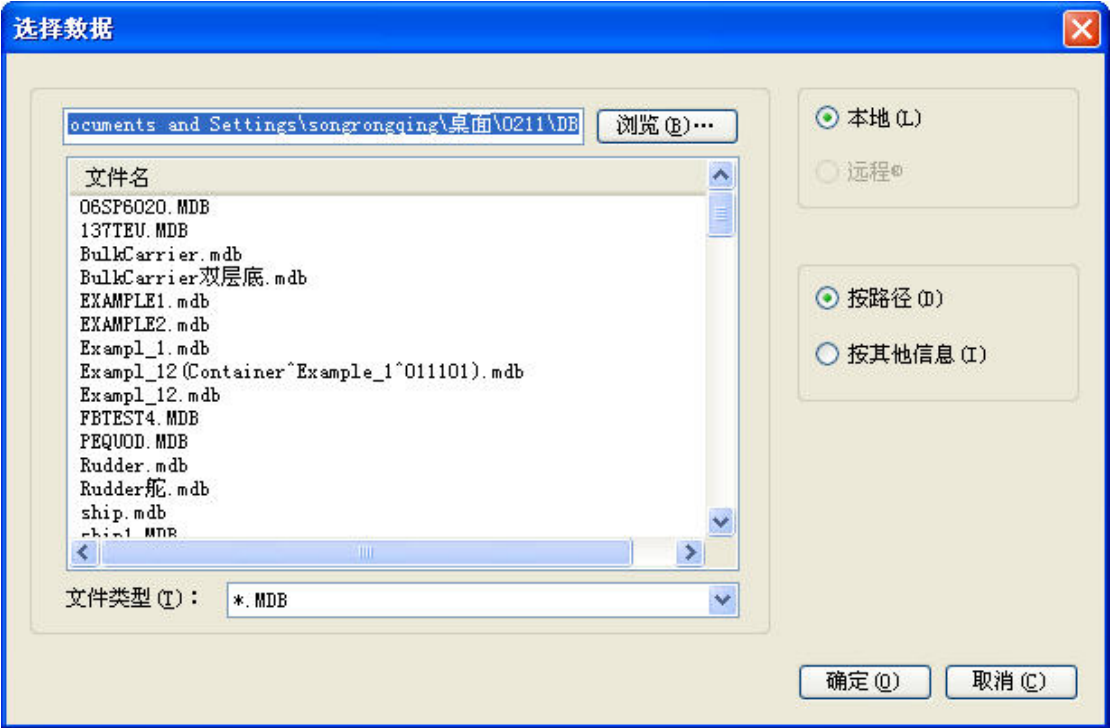 选择数据
ocuments and Settings\songrongqing\桌面\0211\DB
浏览(B)…
文件名
06SP6020.MDB
137TEU.MDB
BulkCarrier.mdb
BulkCarrier双层底.mdb
EXAMPLE1.mdb
EXAMPLE2.mdb
Exampl_1.mdb
Exampl_12(Container^Example_1^011101).mdb
Exampl_12.mdb
FBTEST4.MDB
PEQUOD.MDB
Rudder.mdb
Rudder舵.mdb
ship.mdb
ship1.MDB
文件类型(T)：
*.MDB
本地(L)
远程©
按路径(D)
按其他信息(I)
确定(O)
取消(C)